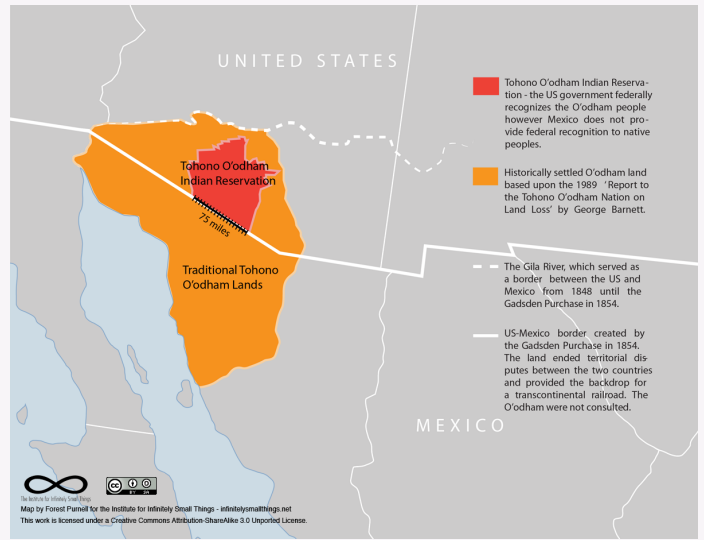 UNITED STATES
Tohono O'odham
Indian Reservation
75 miles
Traditional Tohono
O'odham Lands
MEXICO
Tohono O'odham Indian Reserva-
tion - the US government federally
recognizes the O'odham people
however Mexico does not pro-
vide federal recognition to native
peoples.
Historically settled O'odham land
based upon the 1989 'Report to
the Tohono O'odham Nation on
Land Loss' by George Barnett.
The Gila River, which served as
a border between the US and
Mexico from 1848 until the
Gadsden Purchase in 1854.
US-Mexico border created by
the Gadsden Purchase in 1854.
The land ended territorial dis-
putes between the two countries
and provided the backdrop for
a transcontinental railroad. The
O'odham were not consulted.
The Institute for Infinitely Small Things
cc
BY SA
Map by Forest Purnell for the Institute for Infinitely Small Things - infinitelysmallthings.net
This work is licensed under a Creative Commons Attribution-ShareAlike 3.0 Unported License.